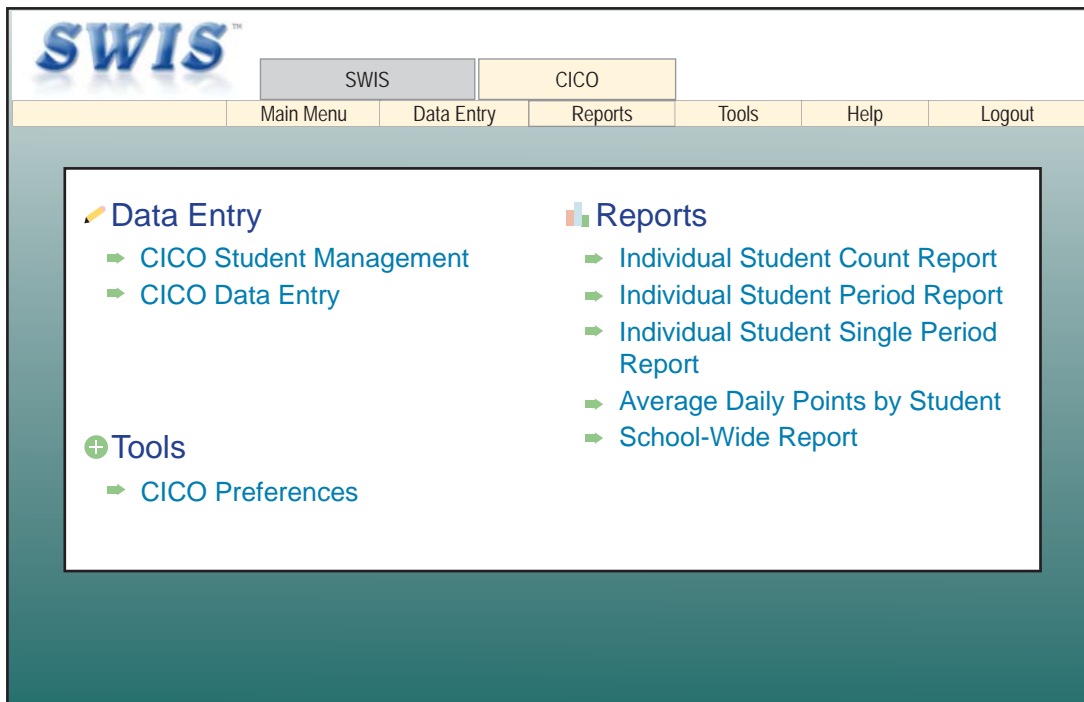 SWIS™
SWIS
CICO
Main Menu
Data Entry
Reports
Tools
Help
Logout
Data Entry
CICO Student Management
CICO Data Entry
Tools
CICO Preferences
Reports
Individual Student Count Report
Individual Student Period Report
Individual Student Single Period
Report
Average Daily Points by Student
School-Wide Report